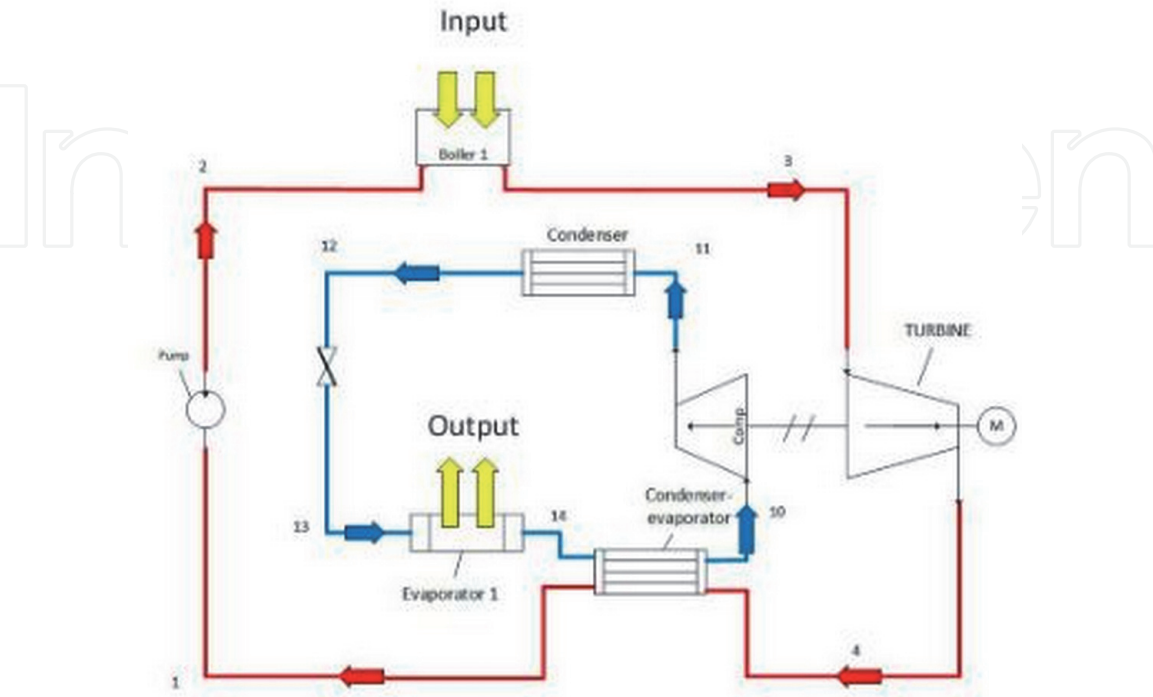 Input
Boiler 1
2
3
12
Condenser
11
TURBINE
Pump
Comp
M
Output
Condenser-
evaporator
10
13
14
Evaporator 1
4
1